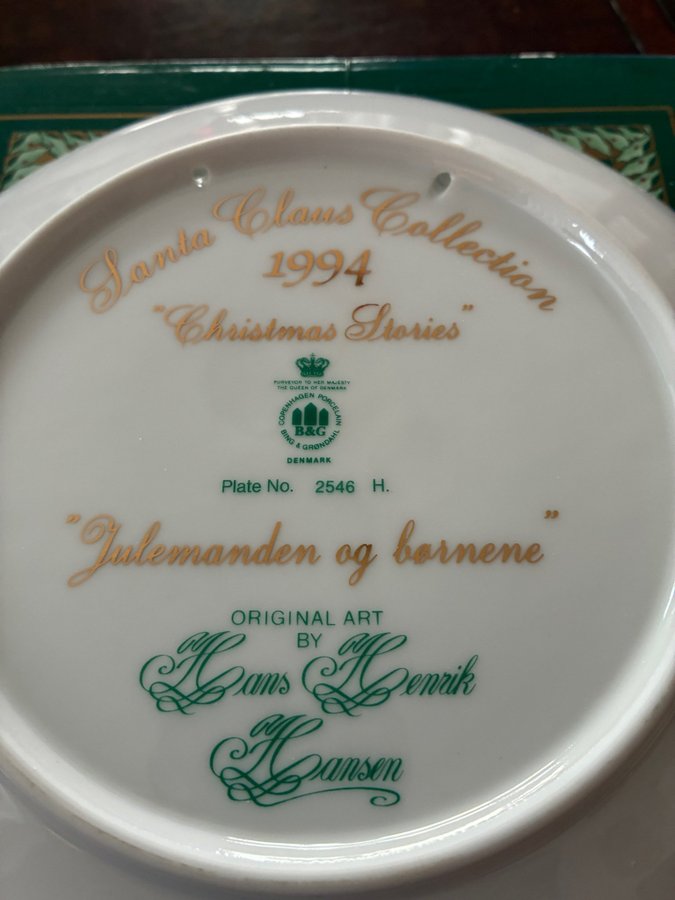 Santa Claus Collection
1994
"Christmas Stories"
PURVEYOR TO HER MAJESTY
THE QUEEN OF DENMARK
COPENHAGEN PORCELAIN
B&G
BING & GRØNDAHL
DENMARK
Plate No. 2546 H.
"Julemanden og børnene"
ORIGINAL ART
BY
Hans Henrik
Hansen